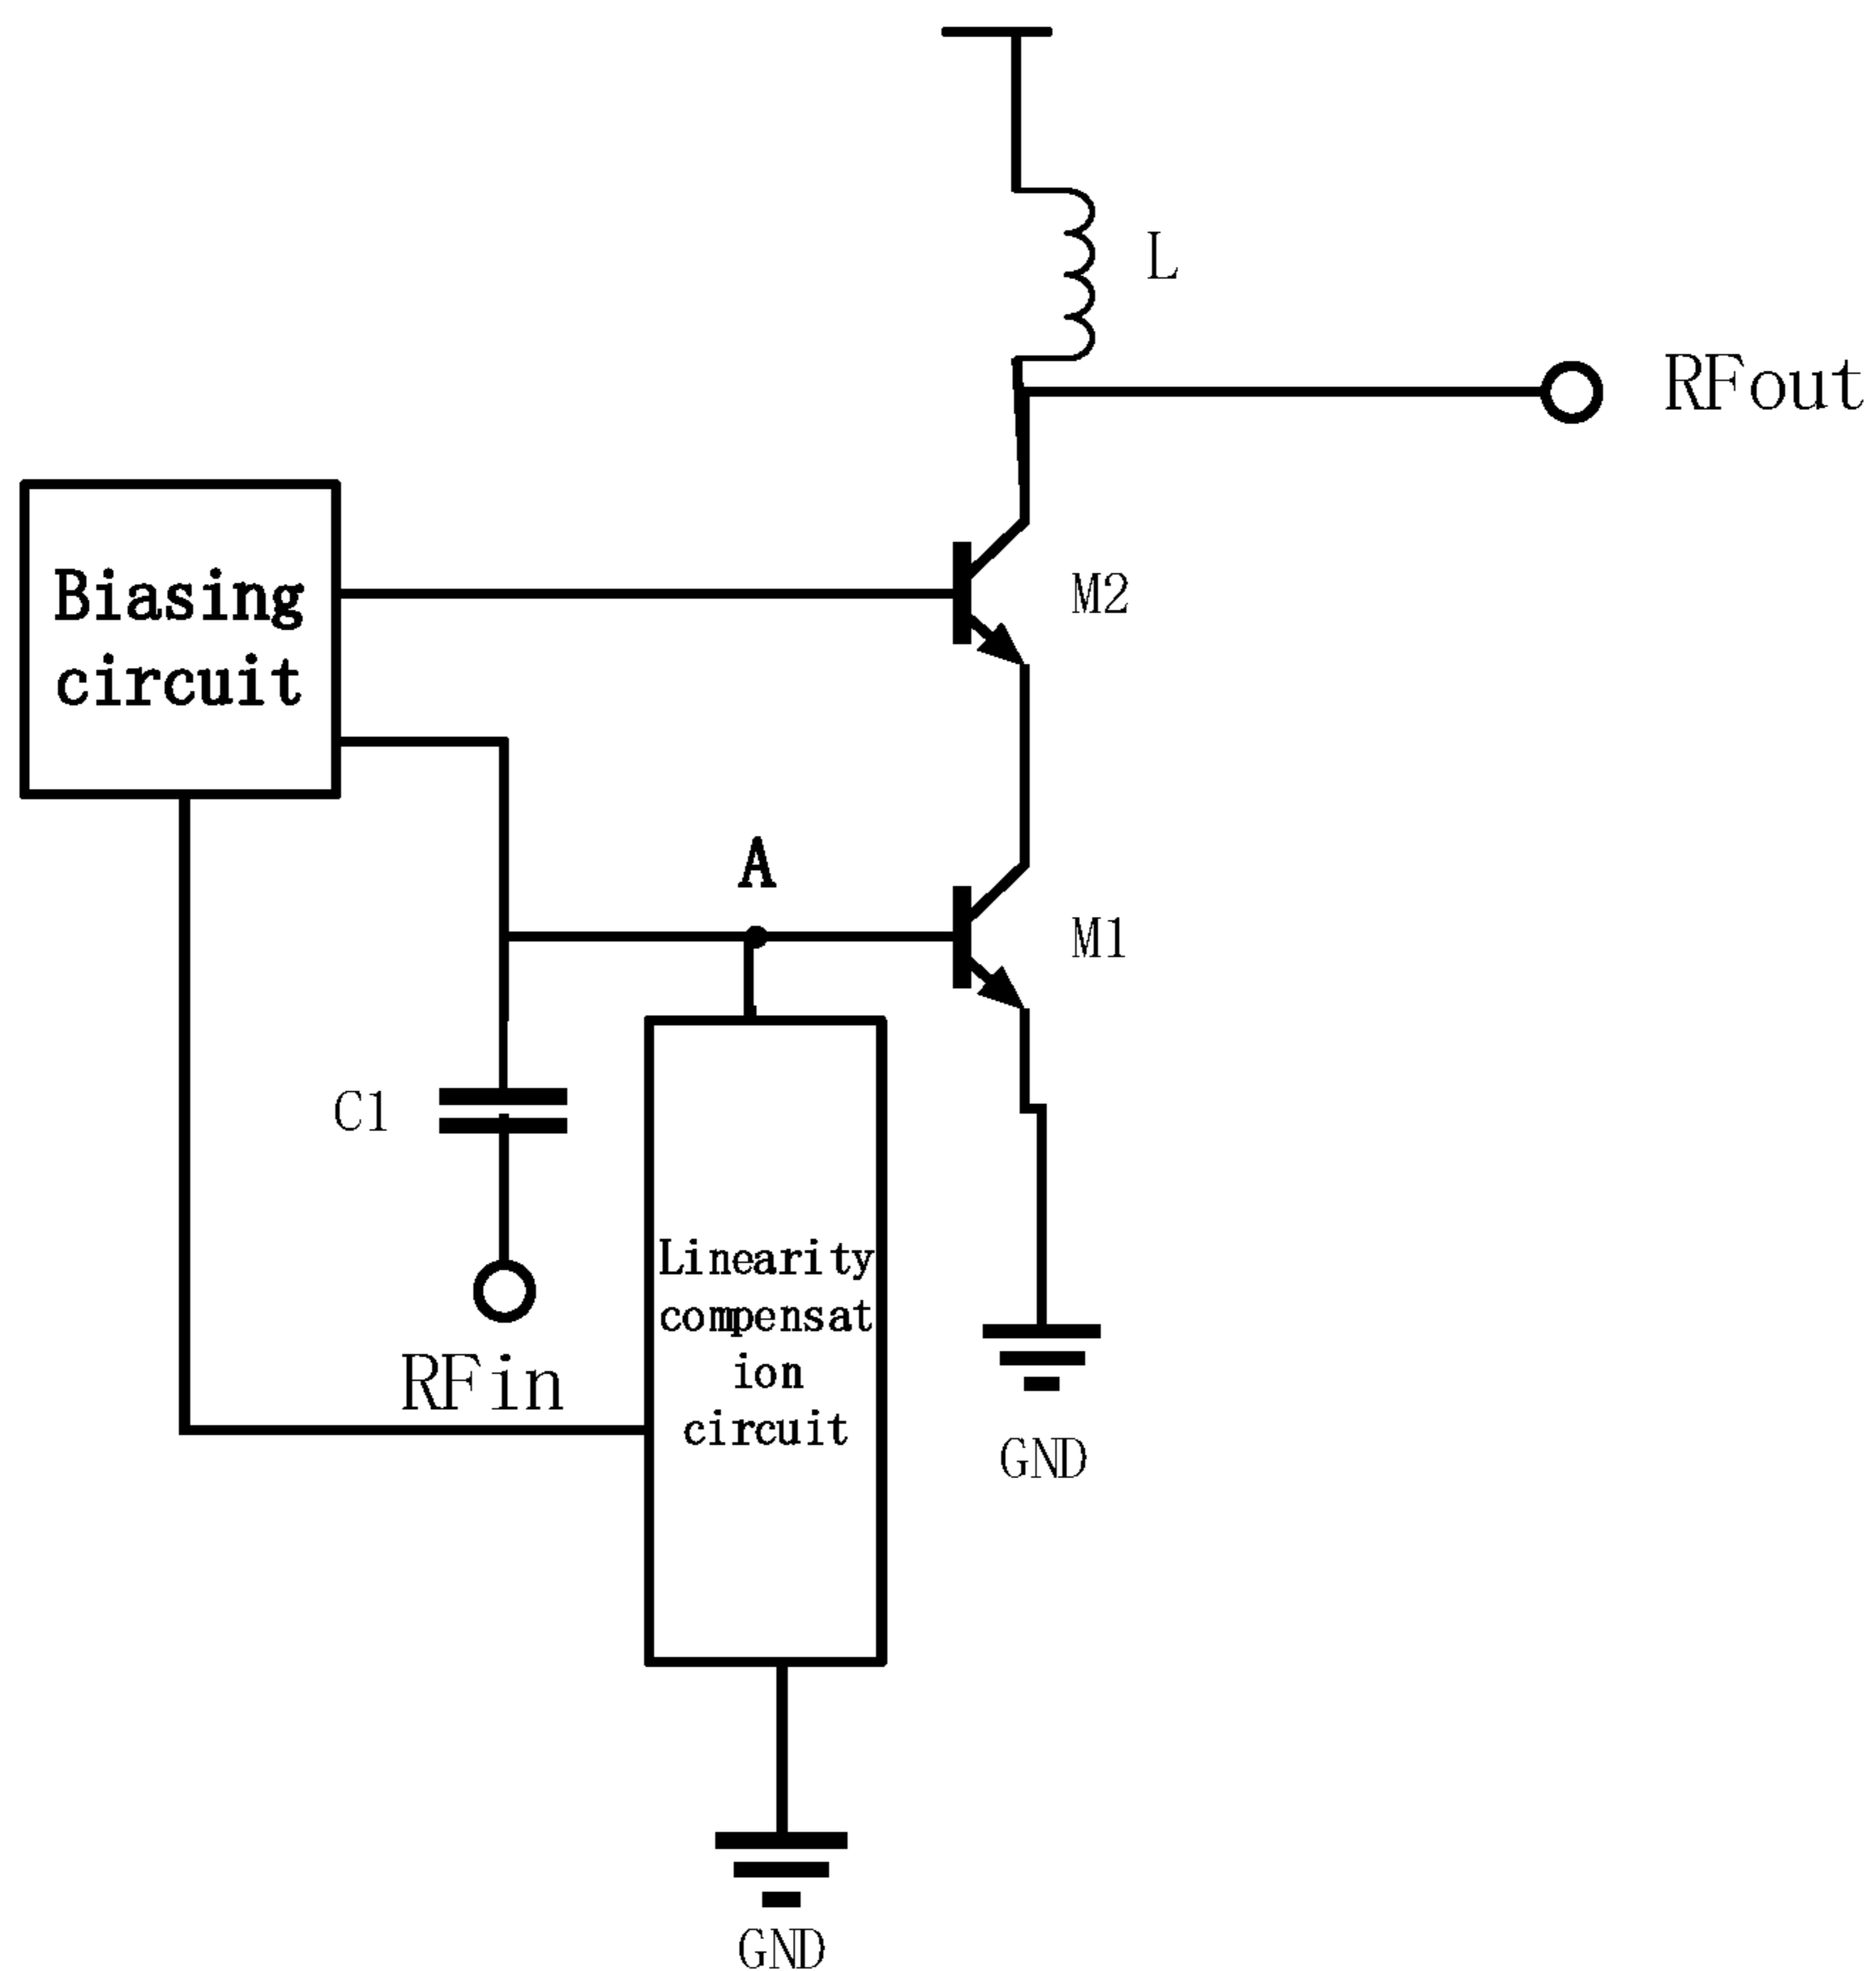 L
RFout
Biasing
circuit
M2
A
M1
C1
Linearity
compensat
ion
circuit
RFin
GND
GND